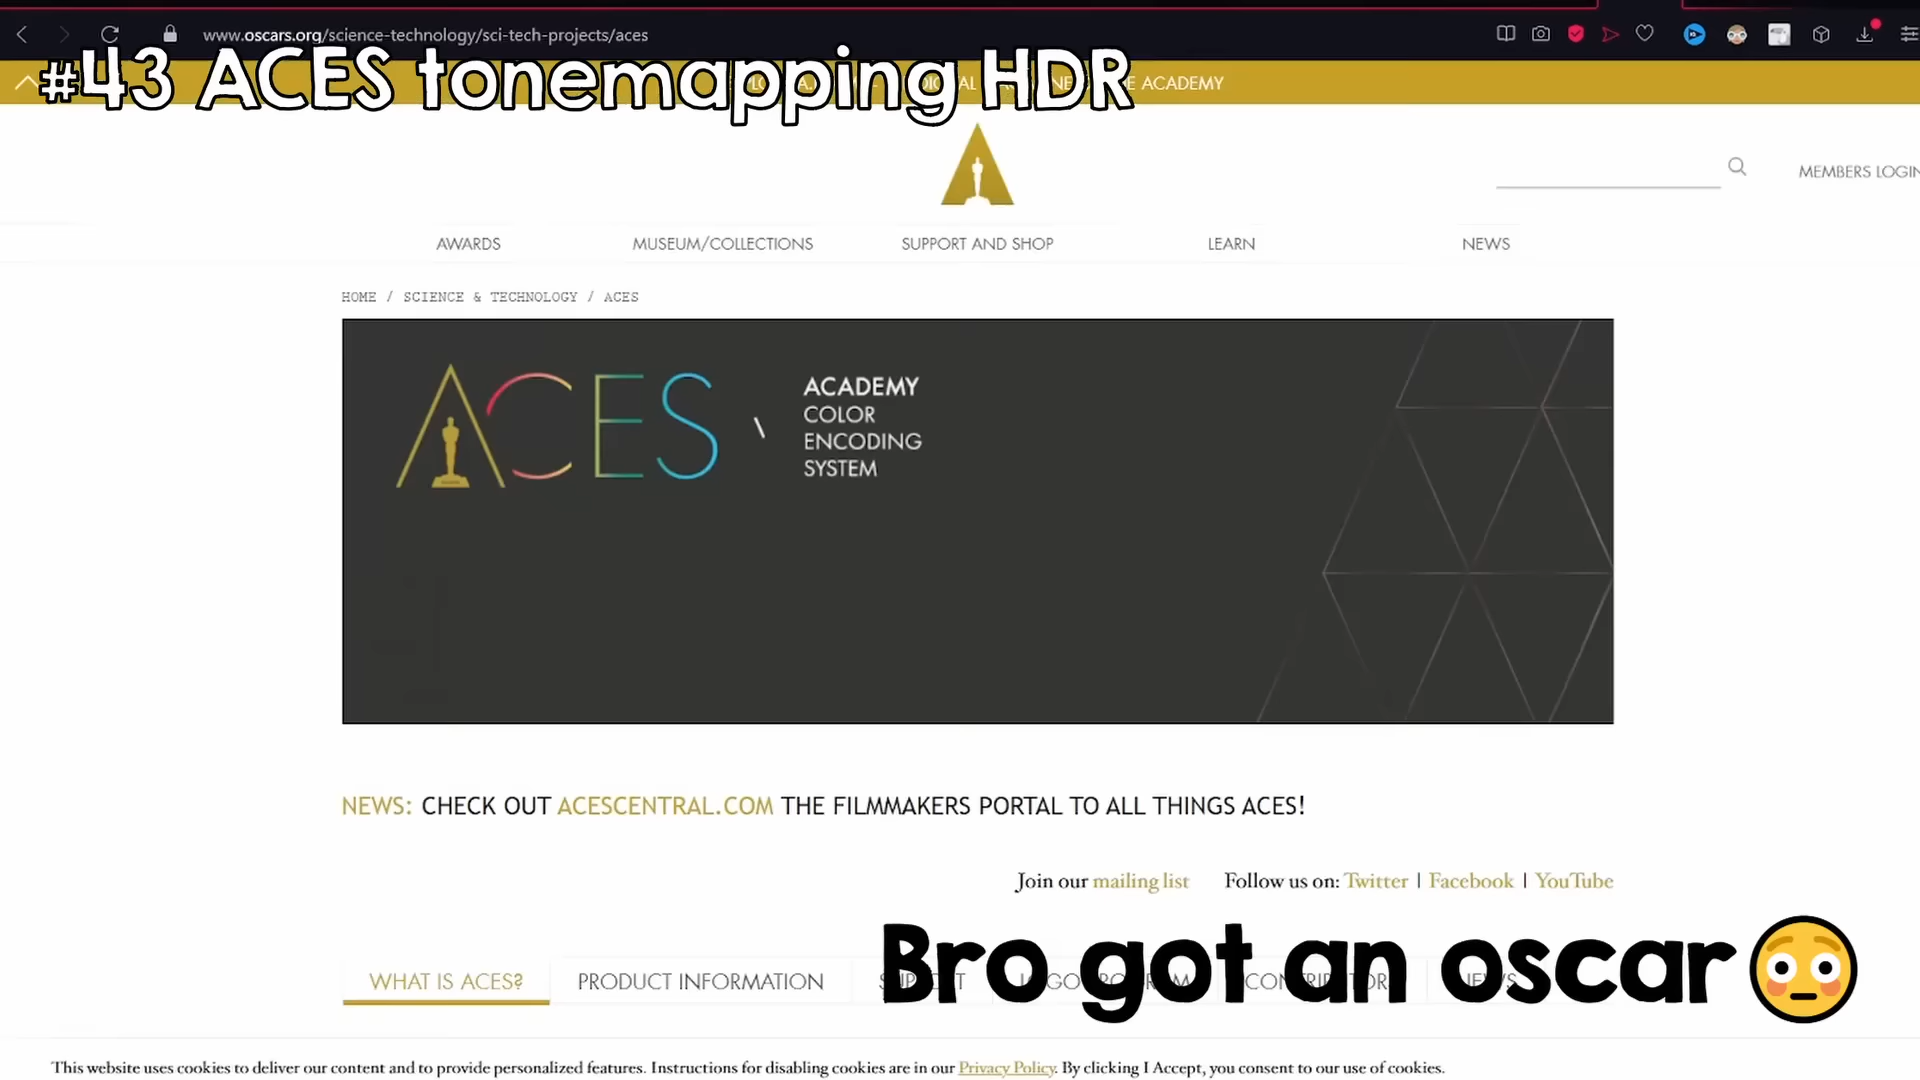 www.oscars.org/science-technology/sci-tech-projects/aces
#43 ACES tonemapping HDR
ACADEMY
MEMBERS LOGIN
AWARDS
MUSEUM/COLLECTIONS
SUPPORT AND SHOP
LEARN
NEWS
HOME / SCIENCE & TECHNOLOGY / ACES
ACES \ ACADEMY
COLOR
ENCODING
SYSTEM
NEWS: CHECK OUT ACESCENTRAL.COM THE FILMMAKERS PORTAL TO ALL THINGS ACES!
Join our mailing list Follow us on: Twitter | Facebook | YouTube
WHAT IS ACES?
PRODUCT INFORMATION
Bro got an oscar😳
This website uses cookies to deliver our content and to provide personalized features. Instructions for disabling cookies are in our Privacy Policy. By clicking I Accept, you consent to our use of cookies.